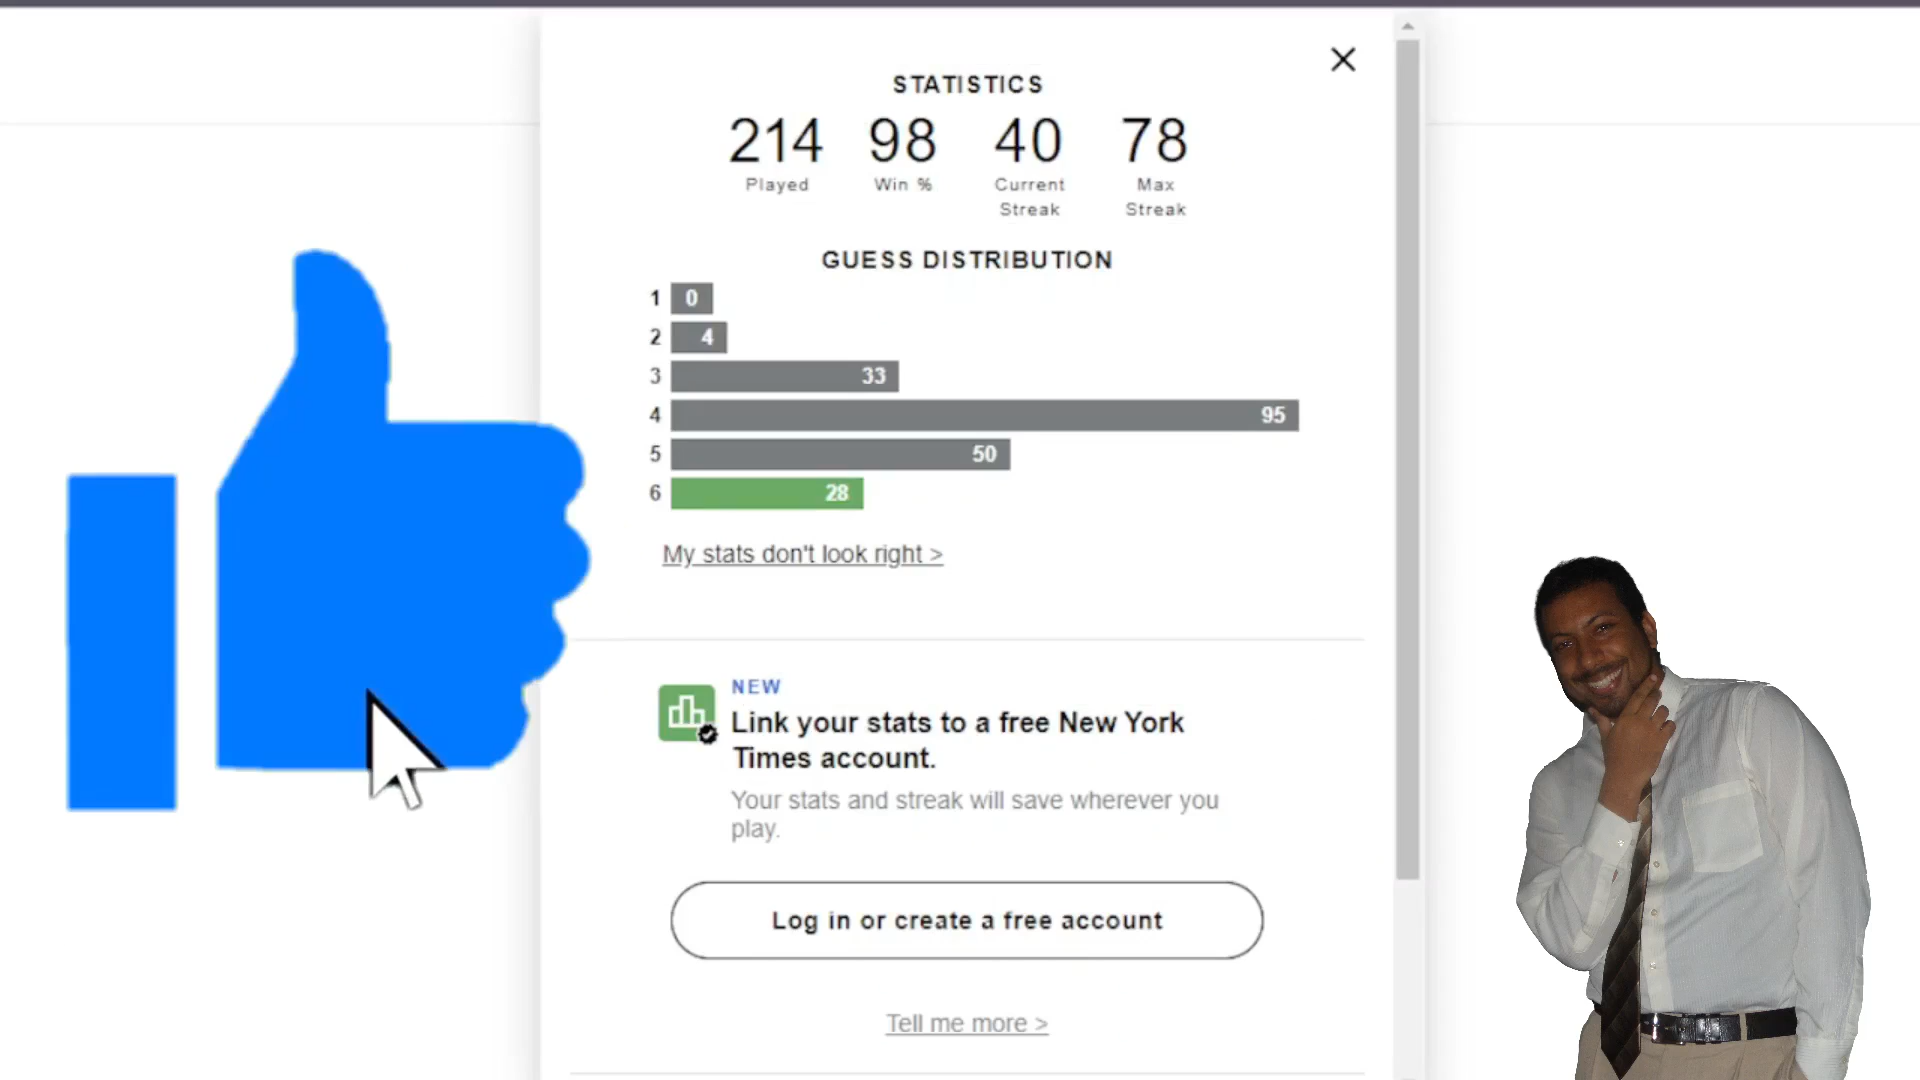 STATISTICS
214 98 40 78
Played Win % Current Streak Max Streak
GUESS DISTRIBUTION
1 0
2 4
3 33
4 95
5 50
6 28
My stats don't look right >
NEW
Link your stats to a free New York
Times account.
Your stats and streak will save wherever you
play.
Log in or create a free account
Tell me more >